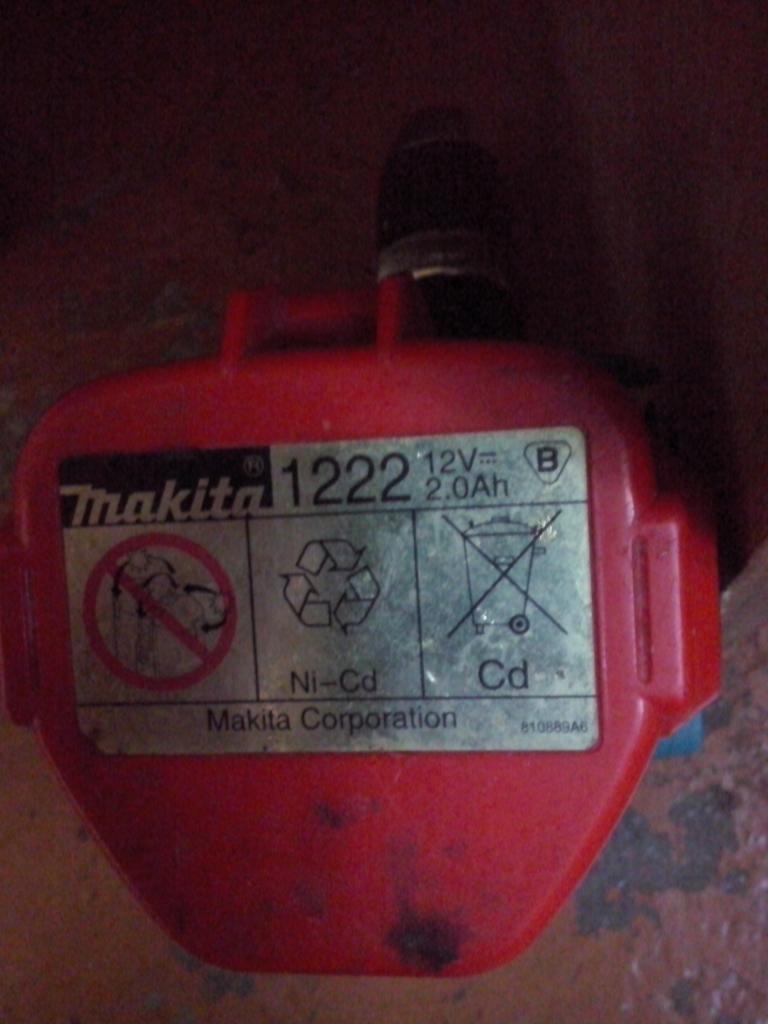 makita® 1222 12V⎓ B
2.0Ah
Ni-Cd Cd
Makita Corporation 810889A6